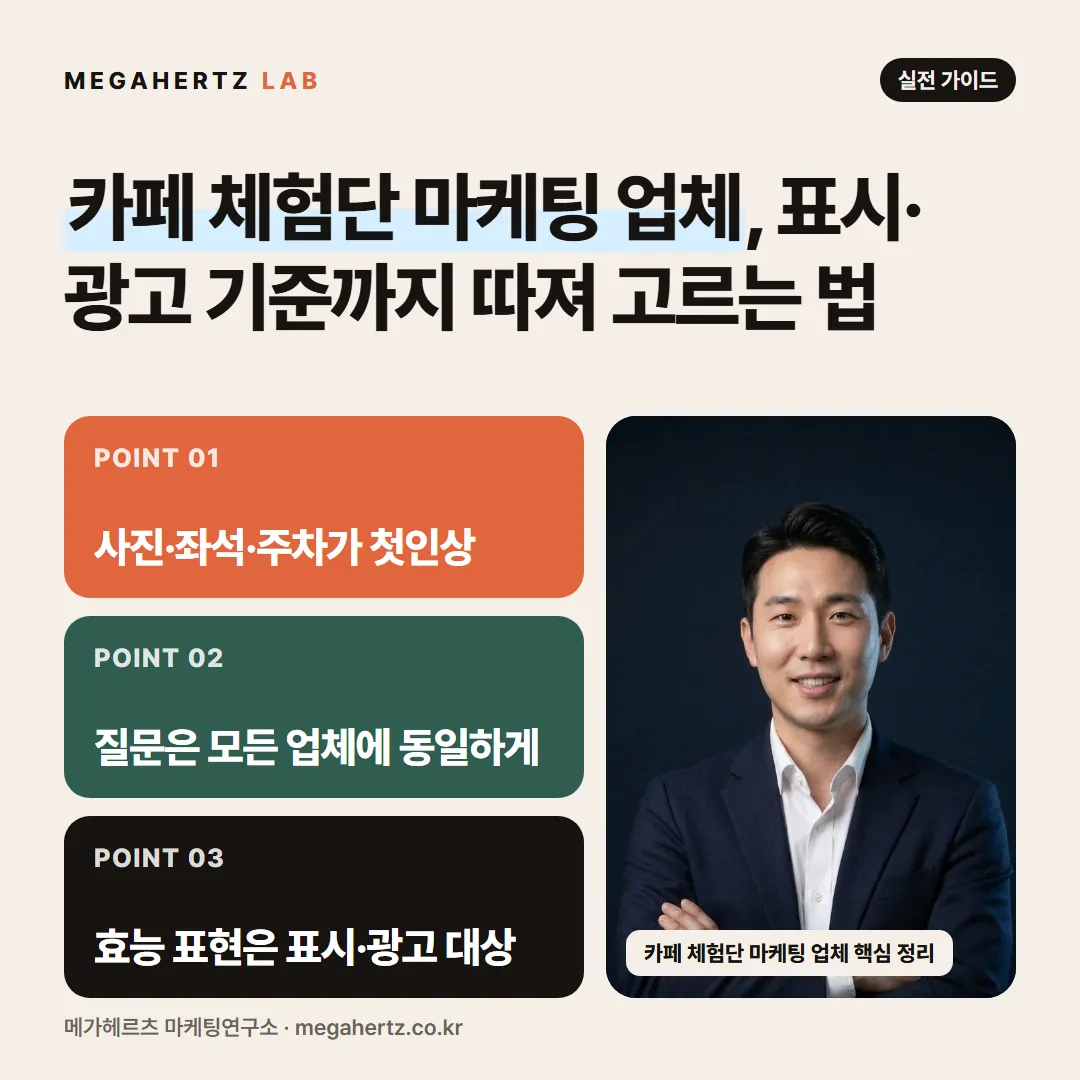 MEGAHERTZ LAB
실전 가이드
카페 체험단 마케팅 업체, 표시·
광고 기준까지 따져 고르는 법
POINT 01
사진·좌석·주차가 첫인상
POINT 02
질문은 모든 업체에 동일하게
POINT 03
효능 표현은 표시·광고 대상
카페 체험단 마케팅 업체 핵심 정리
메가헤르츠 마케팅연구소 · megahertz.co.kr